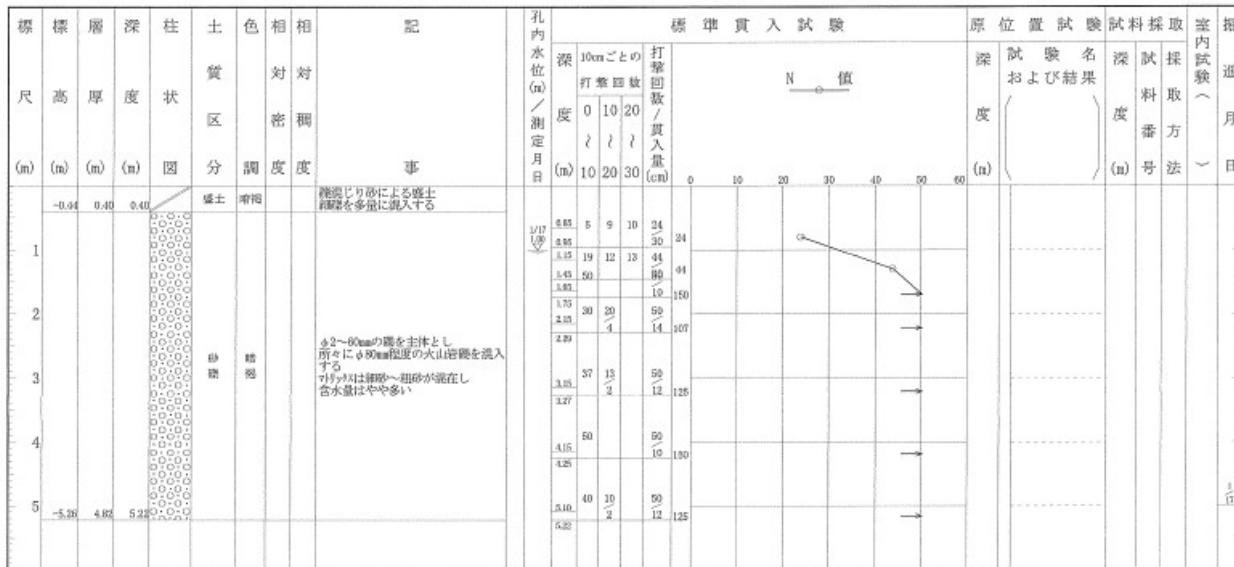 標尺(m)
標高(m)
層厚(m)
深度(m)
柱状図
土質区分
色調
相対密度
相対稠度
記事
孔内水位(m)/測定月日
標準貫入試験
深度(m)
10cmごとの
打撃回数
0～10
10～20
20～30
打撃回数/貫入量(cm)
N 値
0 10 20 30 40 50 60
原位置試験
深度(m)
試験名
および結果
試料採取
深度(m)
試料番号
採取方法
室内試験()
掘進月日
-0.44 0.40 0.40
盛土 暗褐
礫混じり砂による盛土
細礫を多量に混入する
1/17
1.00
0.65 5 9 10 24/30 24
0.95
1
1.15 19 12 13 44 44
1.45 50
10 150
1.75
2
2.15 30 20/4 50/14 107
2.29
砂礫 暗褐
φ2～60mmの礫を主体とし
所々にφ80mm程度の火山岩礫を混入
する
マトリックスは細砂～粗砂が混在し
含水量はやや多い
3
3.15 37 13/2 50/12 125
3.27
4
4.15 50 50/10 150
4.25
5
-5.26 4.82 5.22
5.10 40 10/2 50/12 125
5.22